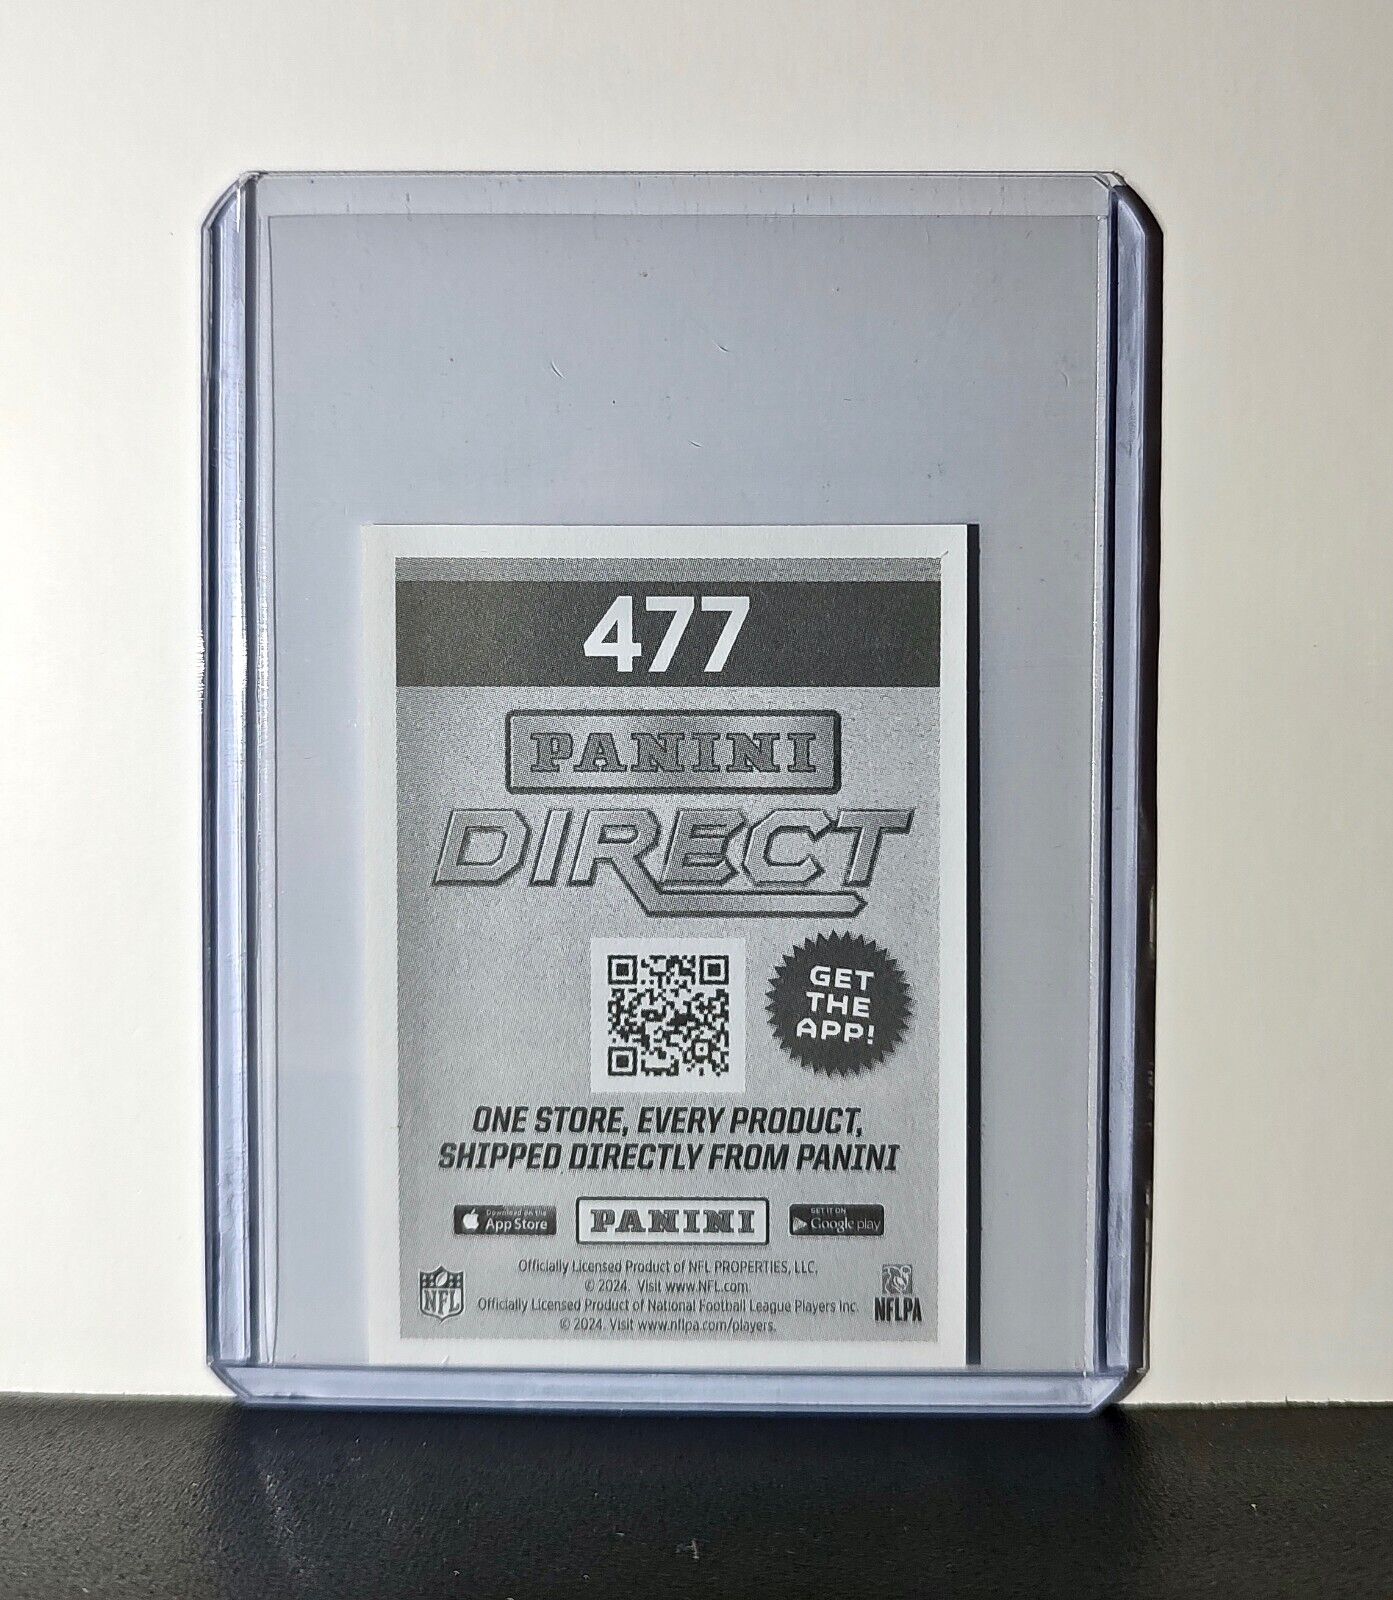 477
PANINI
DIRECT
GET
THE
APP!
ONE STORE, EVERY PRODUCT,
SHIPPED DIRECTLY FROM PANINI
Download on the
App Store
PANINI
GET IT ON
Google play
Officially Licensed Product of NFL PROPERTIES, LLC.
© 2024. Visit www.NFL.com.
Officially Licensed Product of National Football League Players Inc.
© 2024. Visit www.nflpa.com/players.
NFL
NFLPA